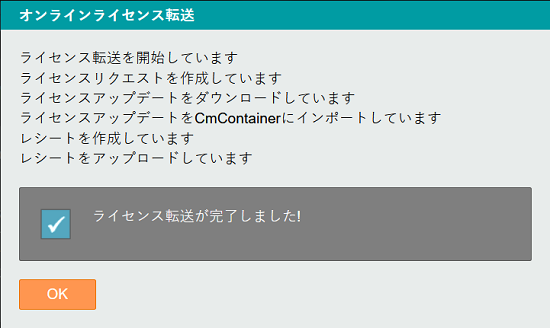 オンラインライセンス転送
ライセンス転送を開始しています
ライセンスリクエストを作成しています
ライセンスアップデートをダウンロードしています
ライセンスアップデートをCmContainerにインポートしています
レシートを作成しています
レシートをアップロードしています
ライセンス転送が完了しました!
OK